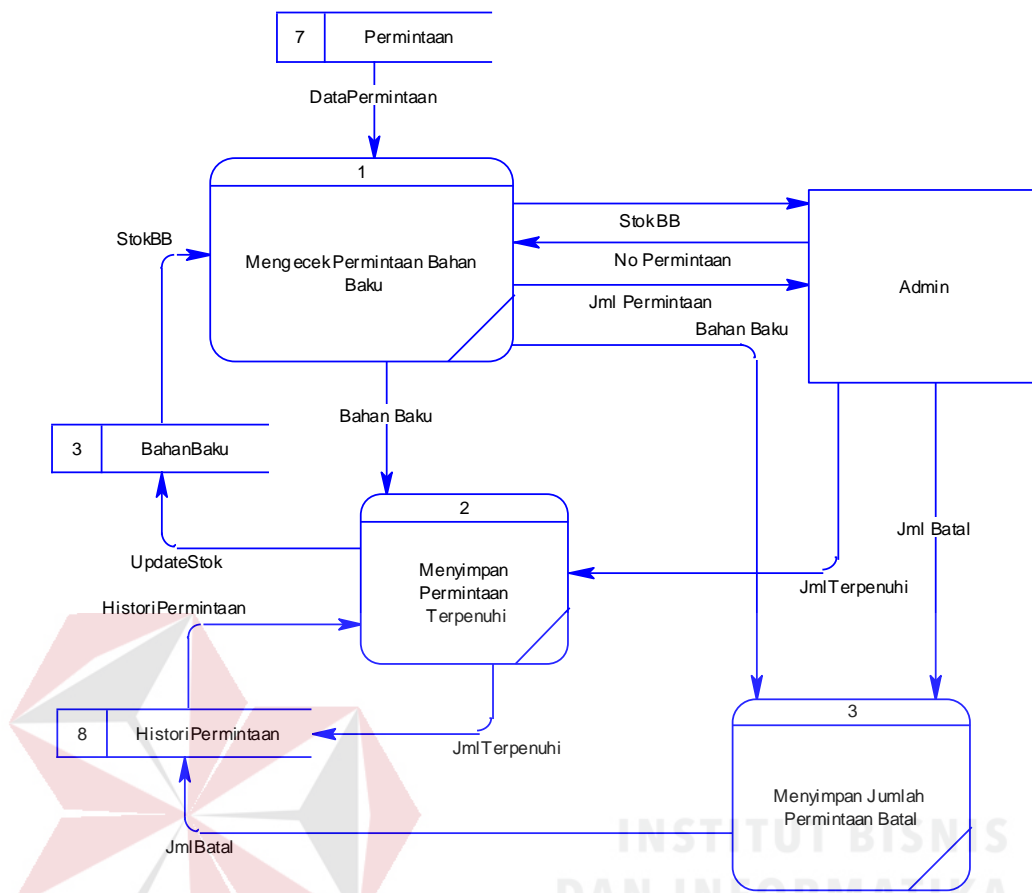 7 Permintaan
DataPermintaan
1
StokBB
StokBB
Mengecek Permintaan Bahan
Baku
No Permintaan
Admin
Jml Permintaan
Bahan Baku
Bahan Baku
3 BahanBaku
2
Jml Batal
UpdateStok
Menyimpan
Permintaan
Terpenuhi
JmlTerpenuhi
HistoriPermintaan
3
8 HistoriPermintaan
JmlTerpenuhi
Menyimpan Jumlah
Permintaan Batal
JmlBatal
INSTITUT BISNIS
DAN INFORMATIKA